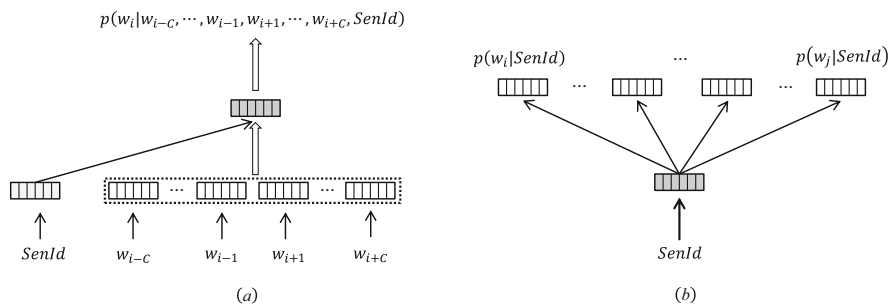 p(w_{i−C}, ⋯, w_{i−1}, w_{i+1}, ⋯, w_{i+C}, SenId)
⋯ ⋯
SenId w_{i−C} w_{i−1} w_{i+1} w_{i+C}
(a)
⋯
p(w_i|SenId) p(w_j|SenId)
⋯ ⋯
SenId
(b)